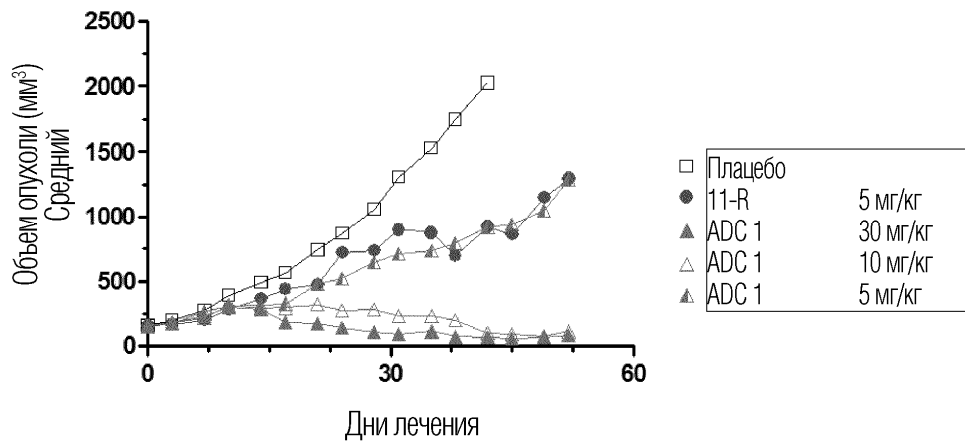 2500
2000
1500
1000
500
0
Объем опухоли (мм³)
Средний
0
30
60
Дни лечения
Плацебо
11-R 5 мг/кг
ADC 1 30 мг/кг
ADC 1 10 мг/кг
ADC 1 5 мг/кг